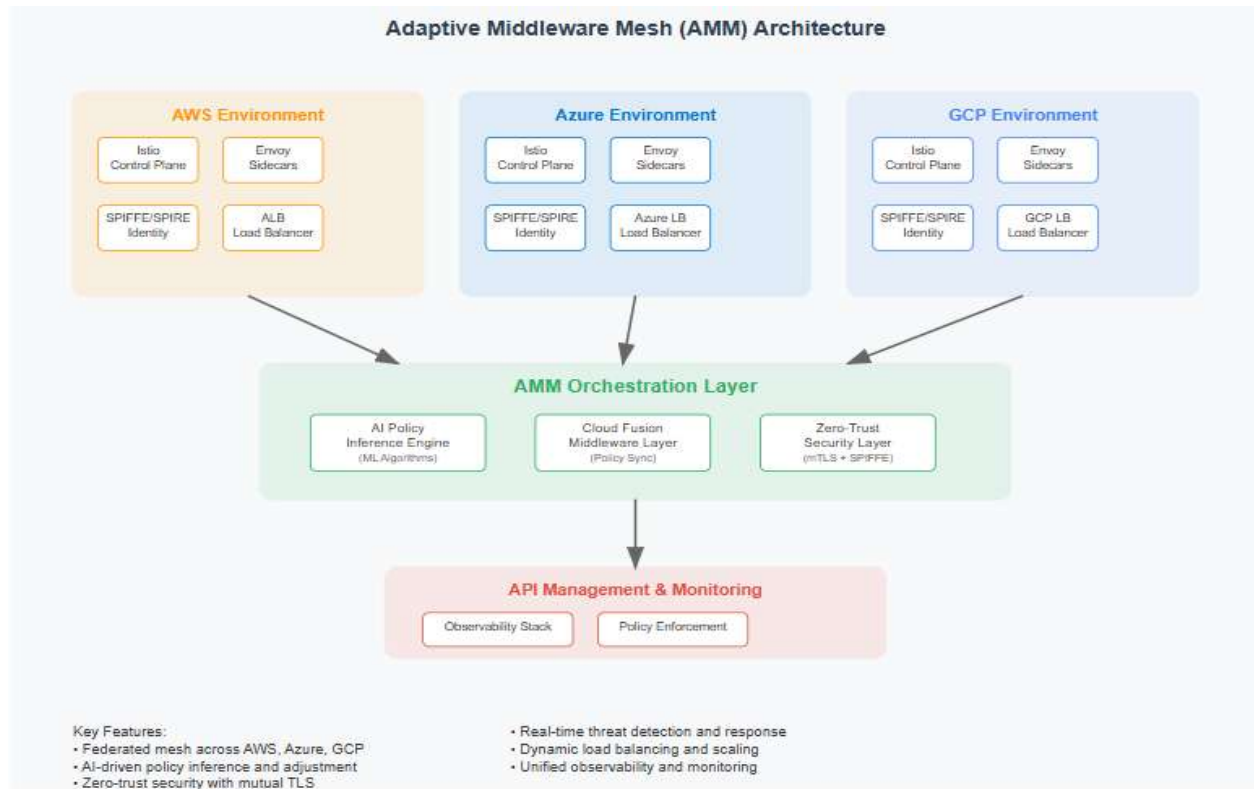 Adaptive Middleware Mesh (AMM) Architecture
AWS Environment
Istio
Control Plane
Envoy
Sidecars
SPIFFE/SPIRE
Identity
ALB
Load Balancer
Azure Environment
Istio
Control Plane
Envoy
Sidecars
SPIFFE/SPIRE
Identity
Azure LB
Load Balancer
GCP Environment
Istio
Control Plane
Envoy
Sidecars
SPIFFE/SPIRE
Identity
GCP LB
Load Balancer
AMM Orchestration Layer
AI Policy
Inference Engine
(ML Algorithms)
Cloud Fusion
Middleware Layer
(Policy Sync)
Zero-Trust
Security Layer
(mTLS + SPIFFE)
API Management & Monitoring
Observability Stack
Policy Enforcement
Key Features:
• Federated mesh across AWS, Azure, GCP
• AI-driven policy inference and adjustment
• Zero-trust security with mutual TLS
• Real-time threat detection and response
• Dynamic load balancing and scaling
• Unified observability and monitoring